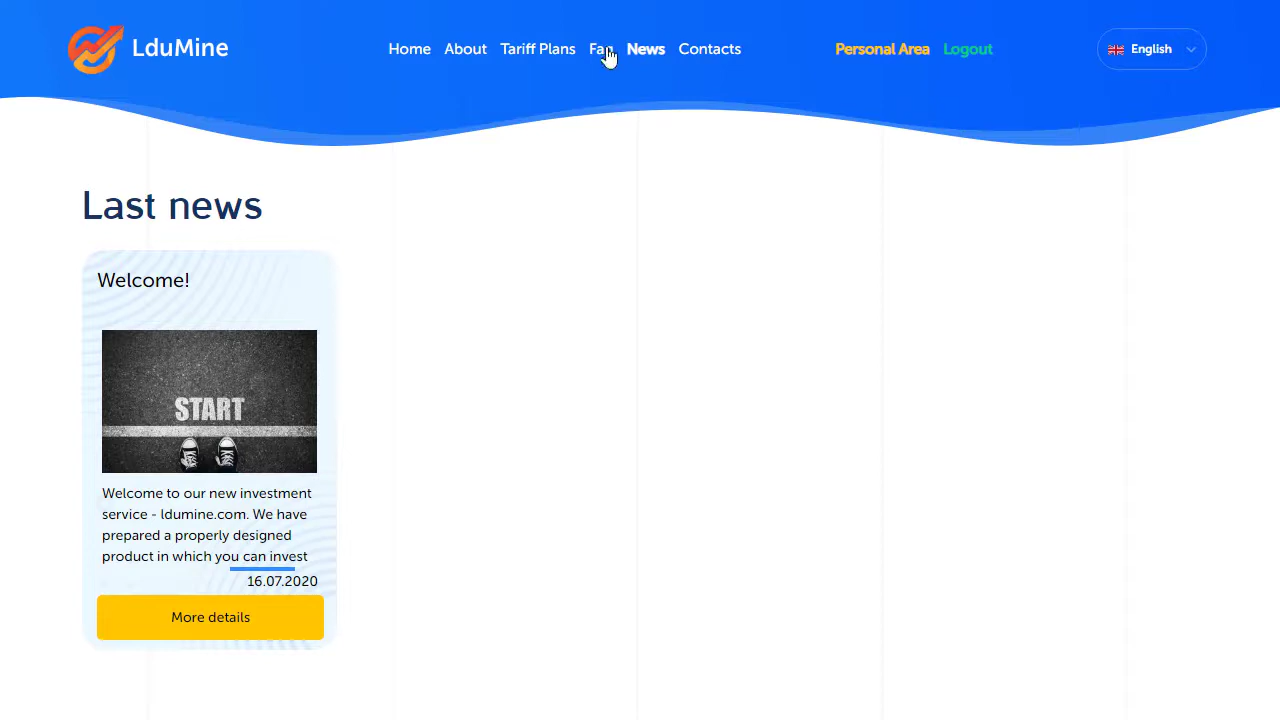 LduMine
Home About Tariff Plans Faq News Contacts
Personal Area Logout
English
Last news
Welcome!
START
Welcome to our new investment
service - ldumine.com. We have
prepared a properly designed
product in which you can invest
16.07.2020
More details